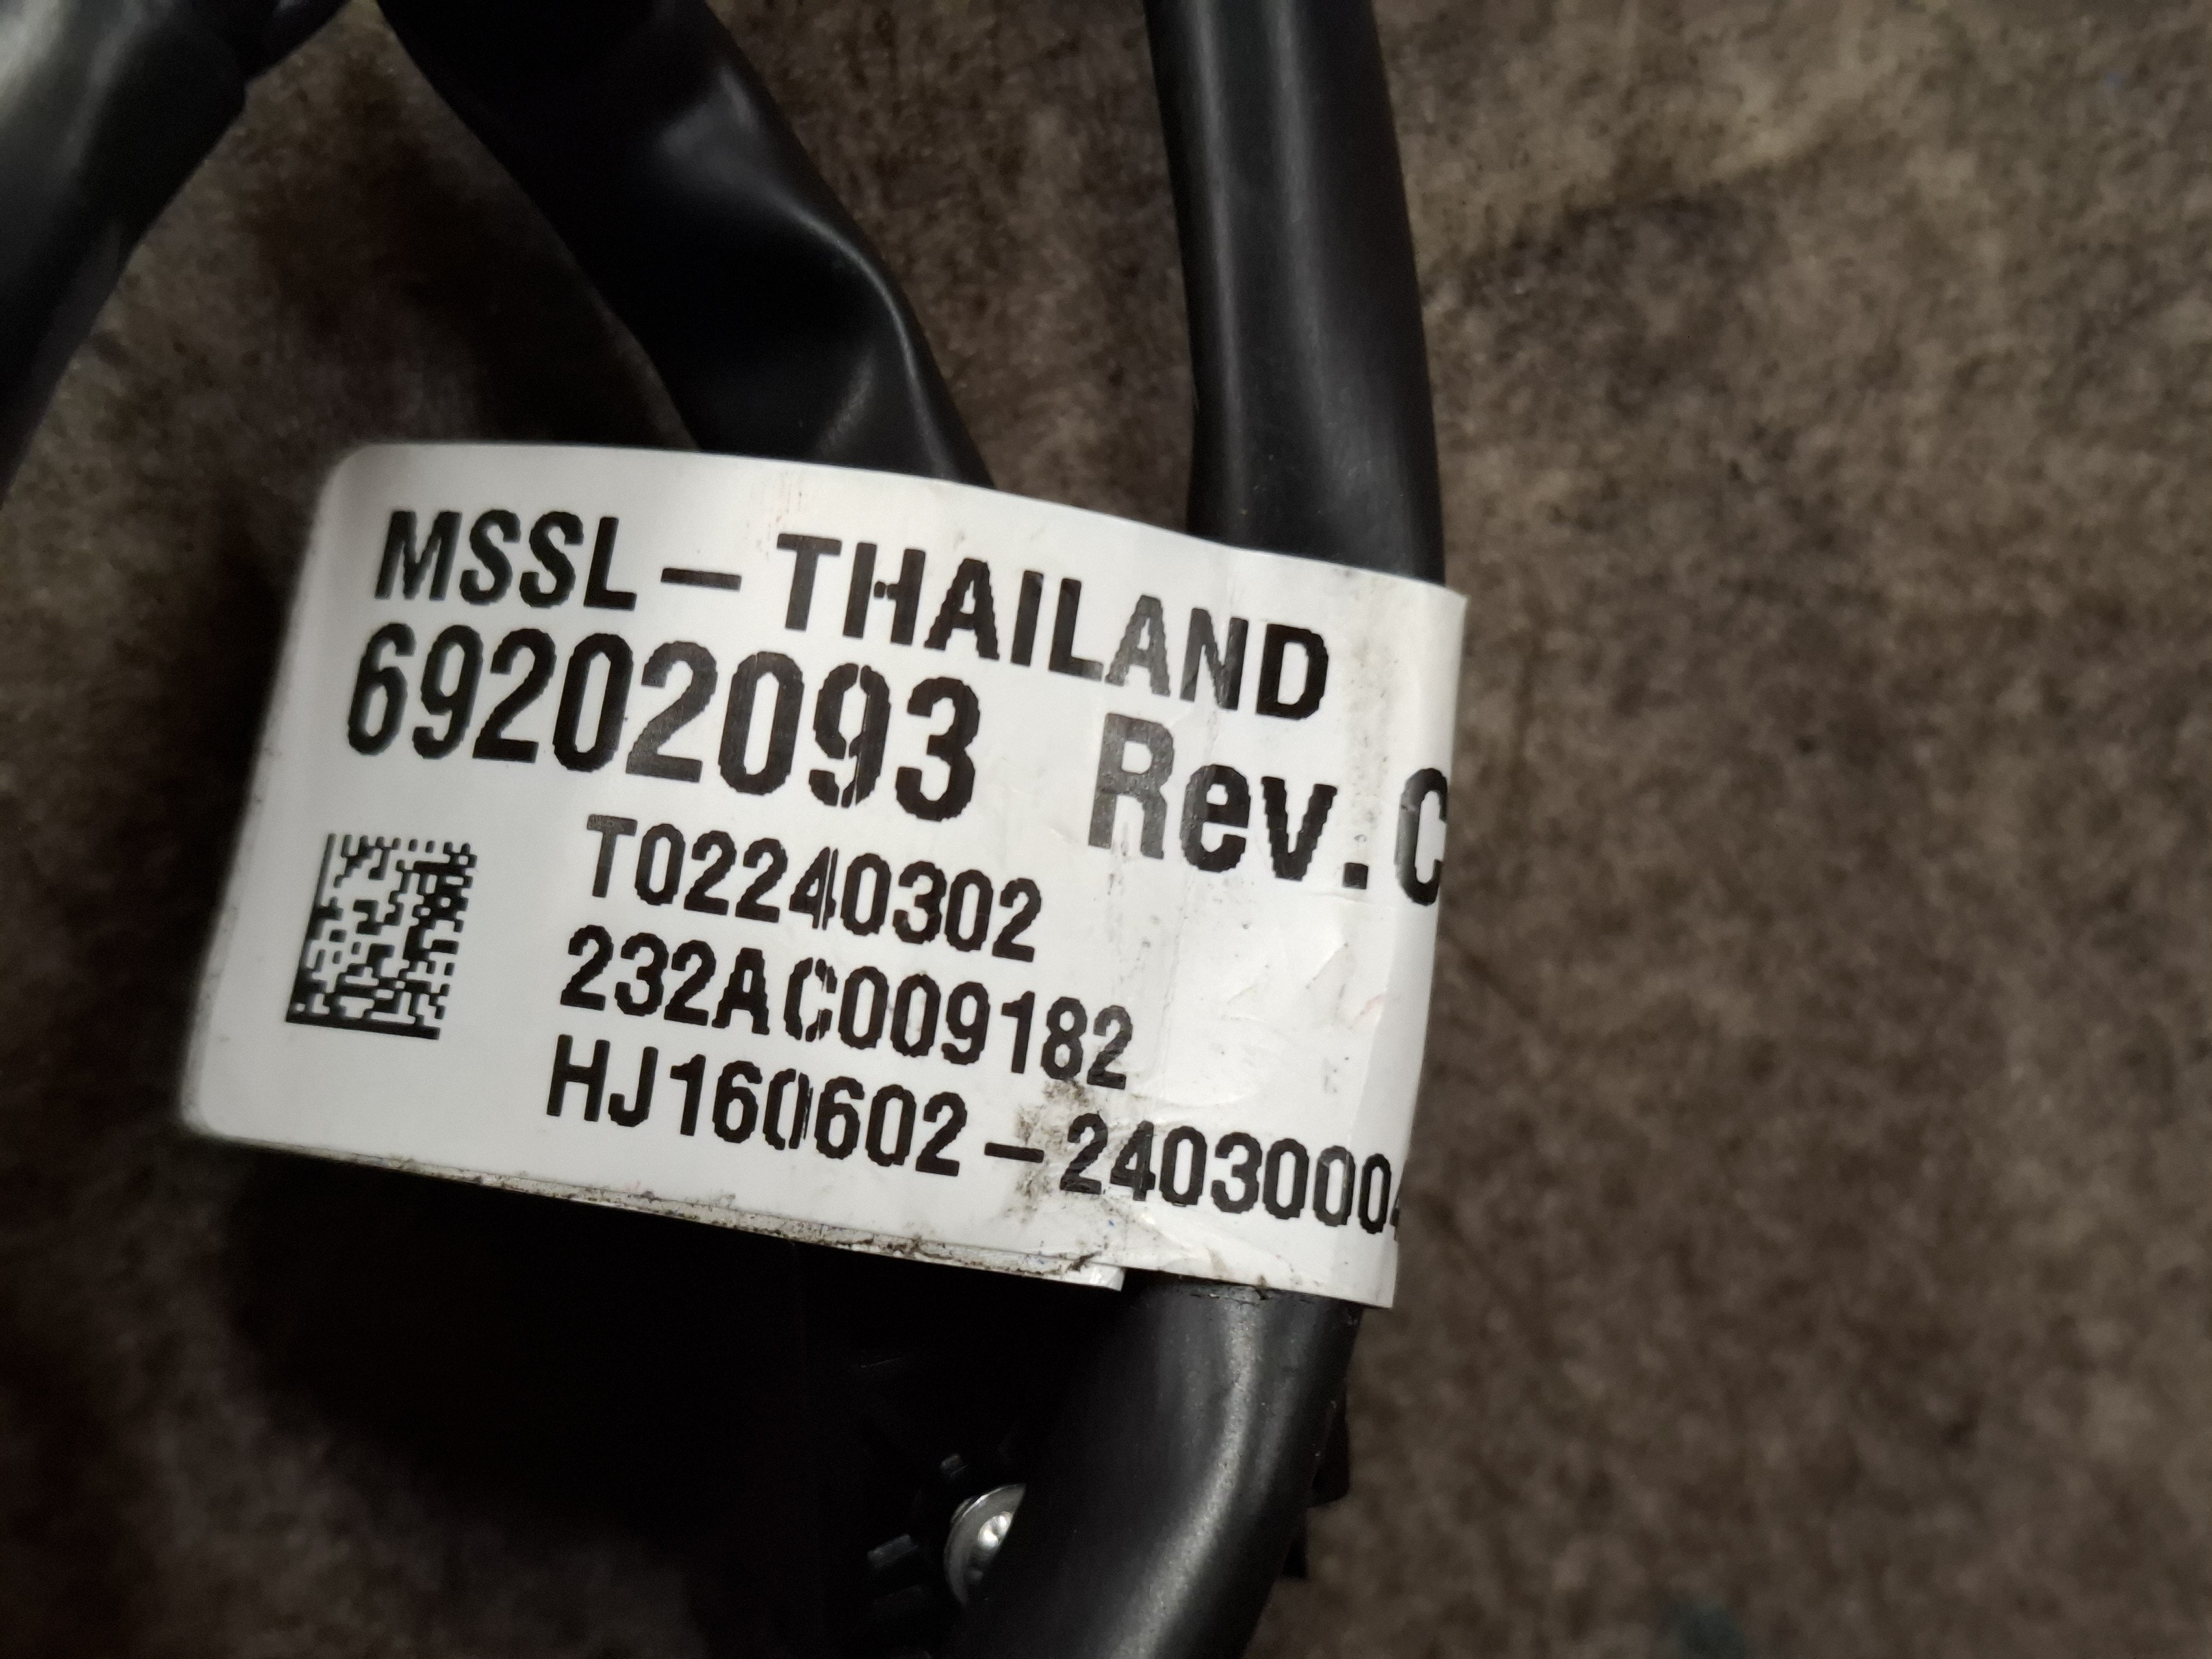 MSSL-THAILAND
69202093 Rev.C
T02240302
232AC009182
HJ160602-2403000